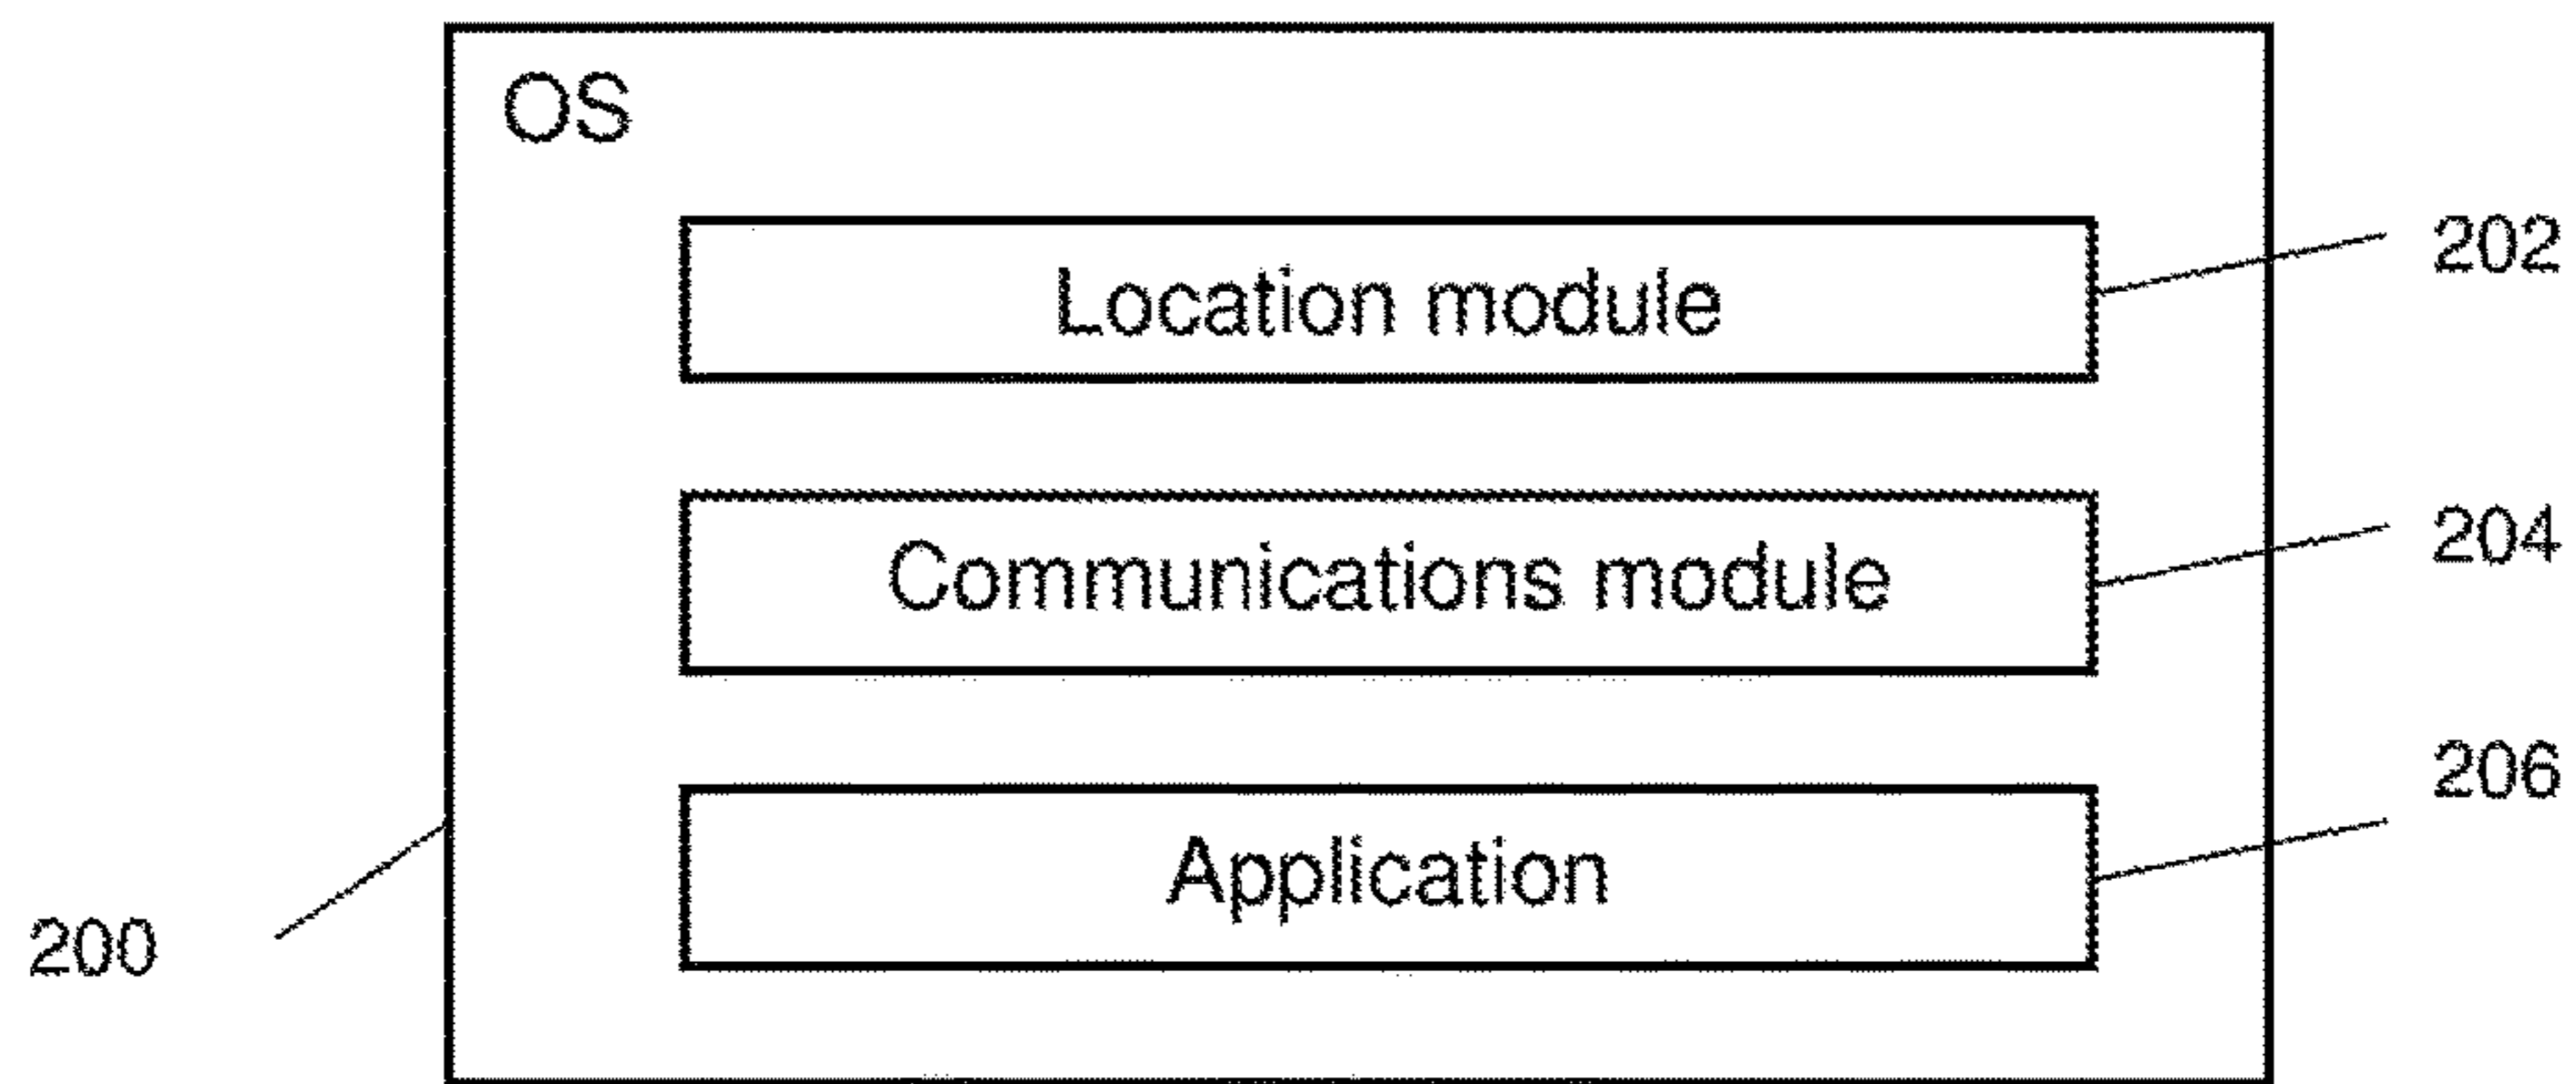 OS
Location module
202
Communications module
204
206
Application
200